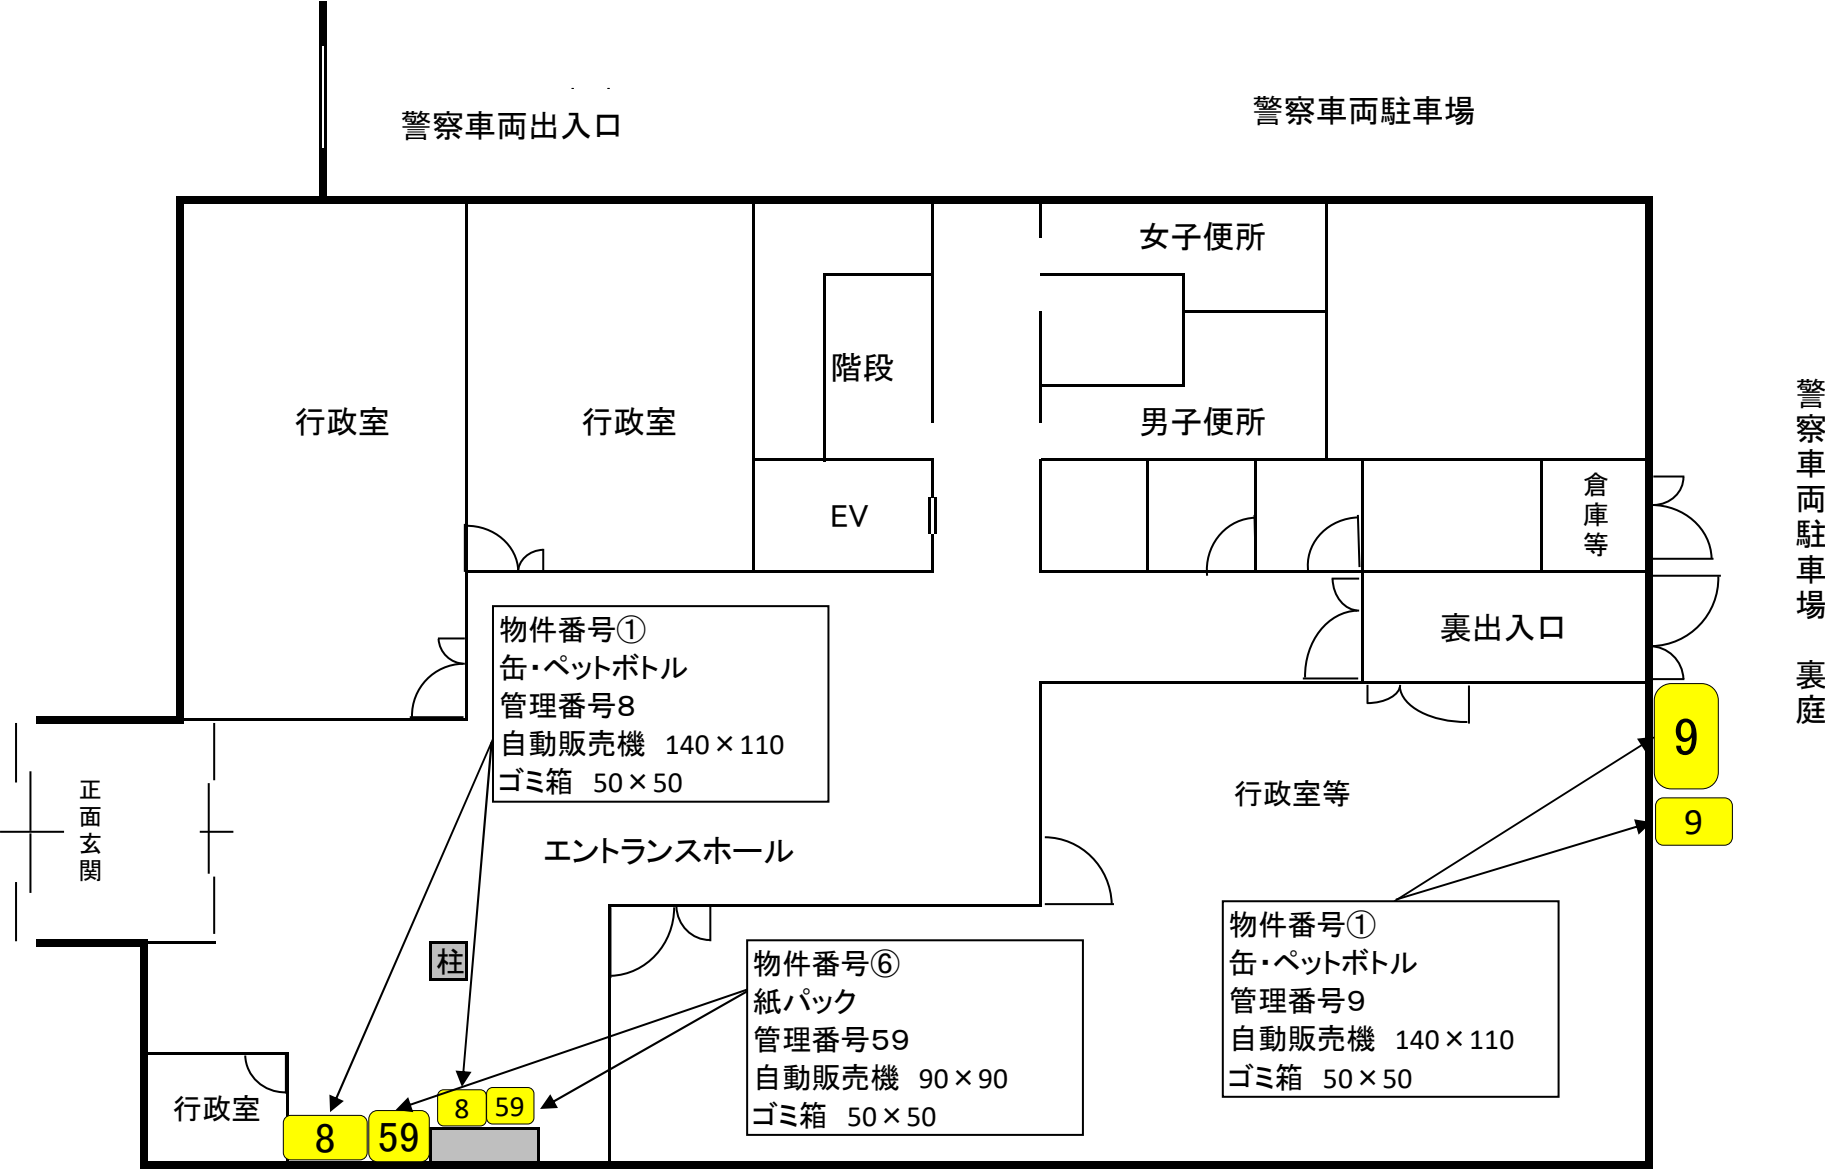 警察車両出入口
警察車両駐車場
女子便所
階段
行政室
行政室
男子便所
EV
倉庫等
警察車両駐車場　裏庭
物件番号①
缶・ペットボトル
管理番号8
自動販売機　140×110
ゴミ箱　50×50
裏出入口
9
9
正面玄関
行政室等
エントランスホール
柱
物件番号①
缶・ペットボトル
管理番号9
自動販売機　140×110
ゴミ箱　50×50
物件番号⑥
紙パック
管理番号59
自動販売機　90×90
ゴミ箱　50×50
行政室
8
59
8
59